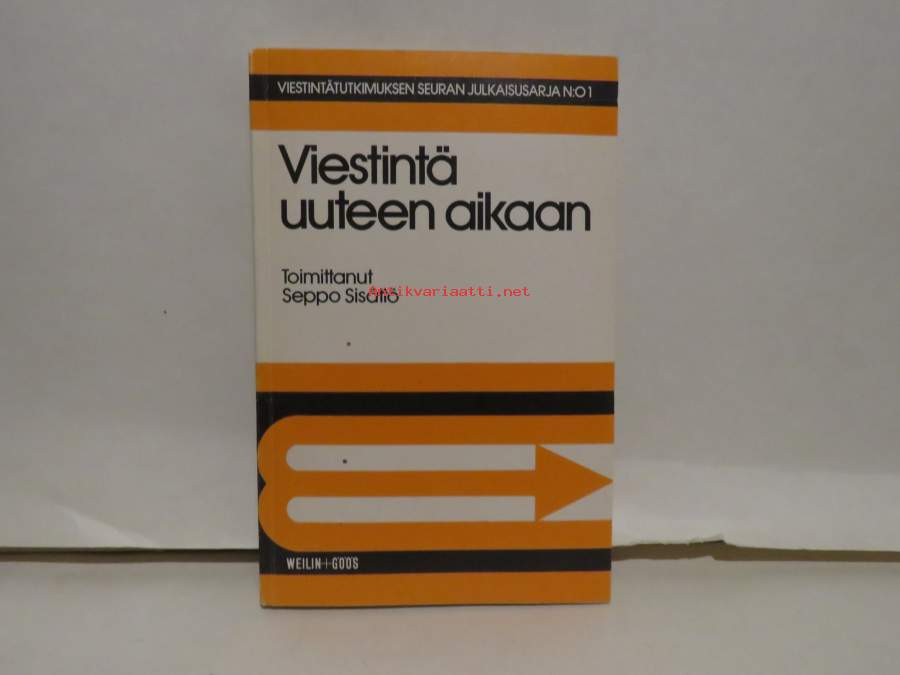 VIESTINTÄTUTKIMUKSEN SEURAN JULKAISUSARJA N:O 1
Viestintä
uuteen aikaan
Toimittanut
Seppo Sisättö
antikvariaatti.net
WEILIN+GÖÖS